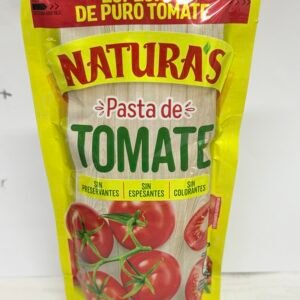 DE PURO TOMATE
NATURA'S
Pasta de
TOMATE
SIN PRESERVANTES
SIN ESPESANTES
SIN COLORANTES